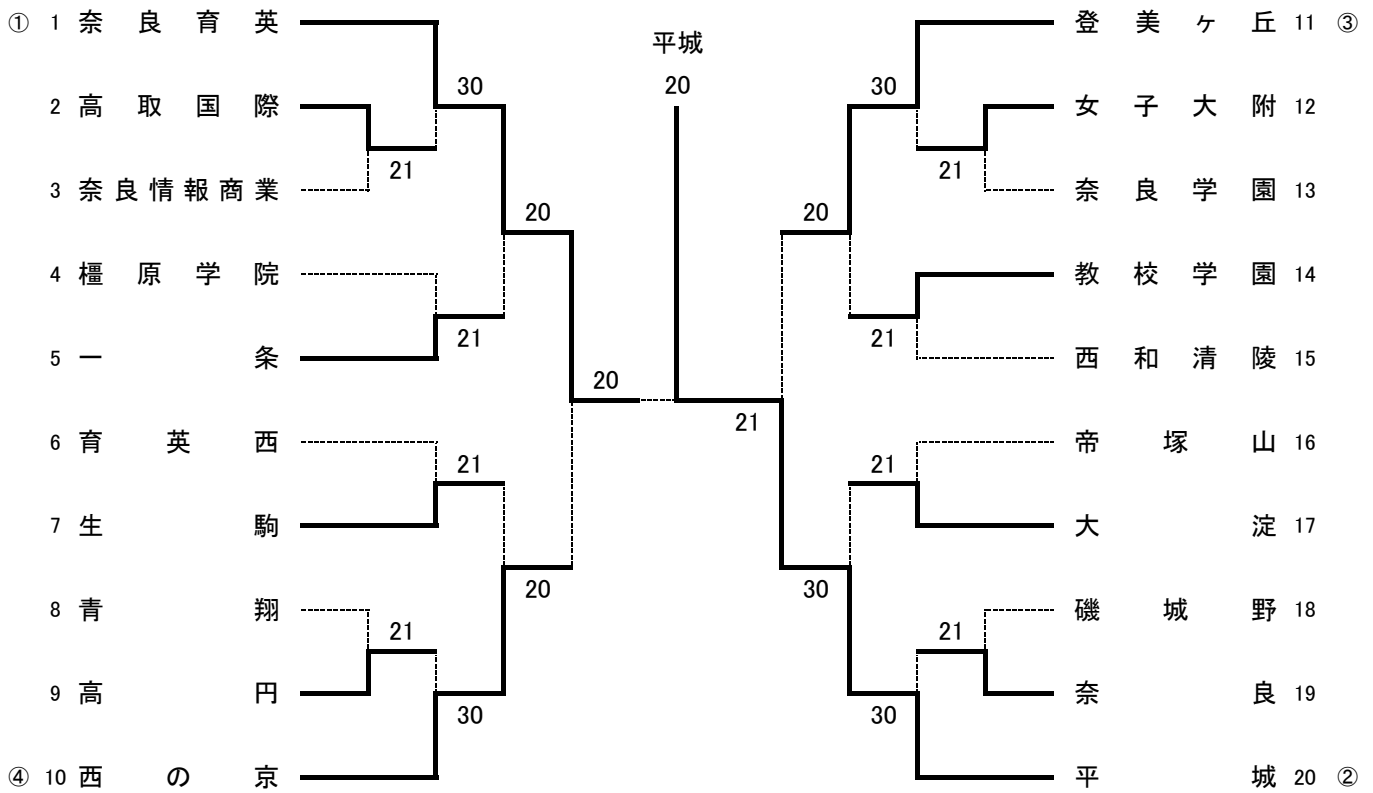 ① 1 奈良育英
2 高取国際
3 奈良情報商業
4 橿原学院
5 一条
6 育英西
7 生駒
8 青翔
9 高円
④ 10 西の京
30
21
20
21
20
21
20
21
30
平城
20
21
30
21
20
21
21
30
21
30
登美ヶ丘 11 ③
女子大附 12
奈良学園 13
教校学園 14
西和清陵 15
帝塚山 16
大淀 17
磯城野 18
奈良 19
平城 20 ②